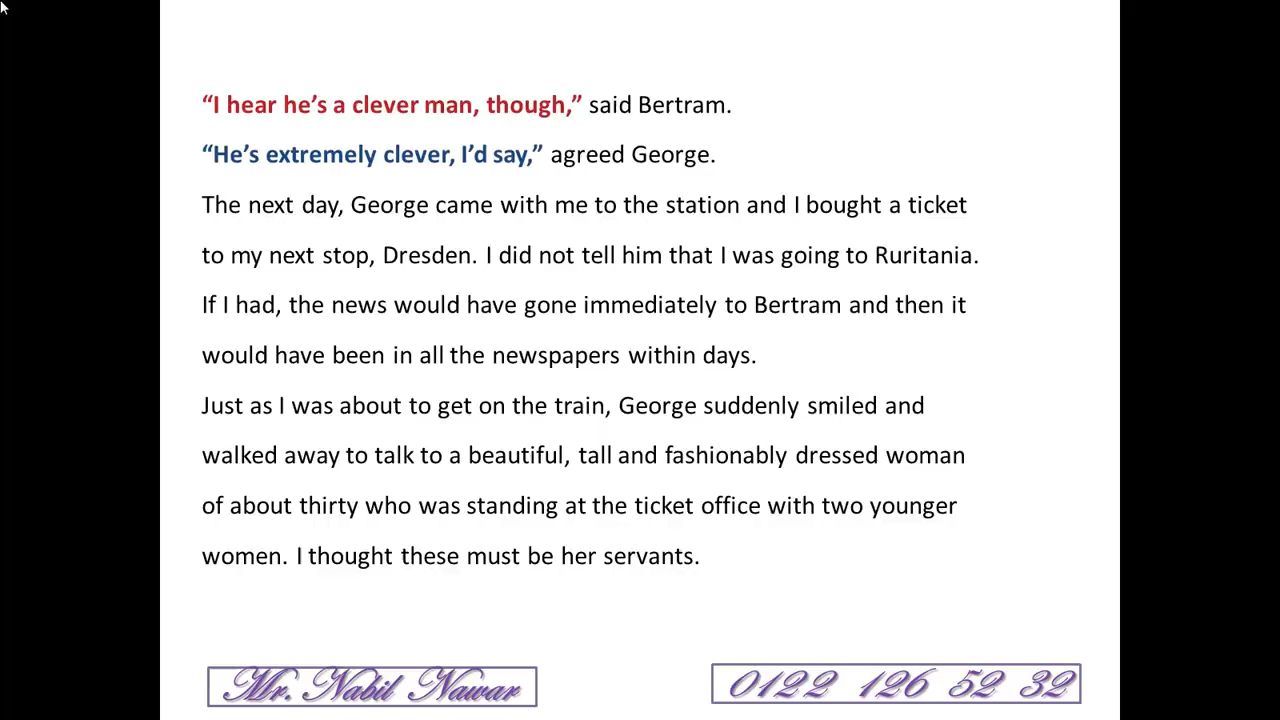 “I hear he’s a clever man, though,” said Bertram.
“He’s extremely clever, I’d say,” agreed George.
The next day, George came with me to the station and I bought a ticket
to my next stop, Dresden. I did not tell him that I was going to Ruritania.
If I had, the news would have gone immediately to Bertram and then it
would have been in all the newspapers within days.
Just as I was about to get on the train, George suddenly smiled and
walked away to talk to a beautiful, tall and fashionably dressed woman
of about thirty who was standing at the ticket office with two younger
women. I thought these must be her servants.
Mr. Nabil Nawar
0122 126 52 32